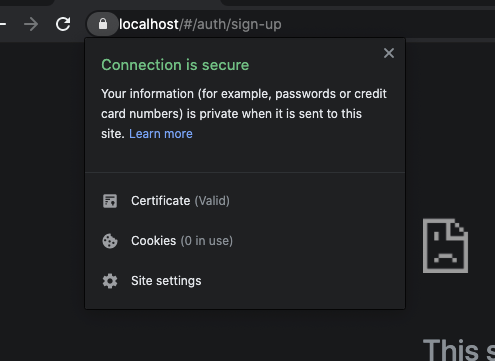 localhost/#/auth/sign-up
Connection is secure
Your information (for example, passwords or credit
card numbers) is private when it is sent to this
site. Learn more
Certificate (Valid)
Cookies (0 in use)
Site settings
This s